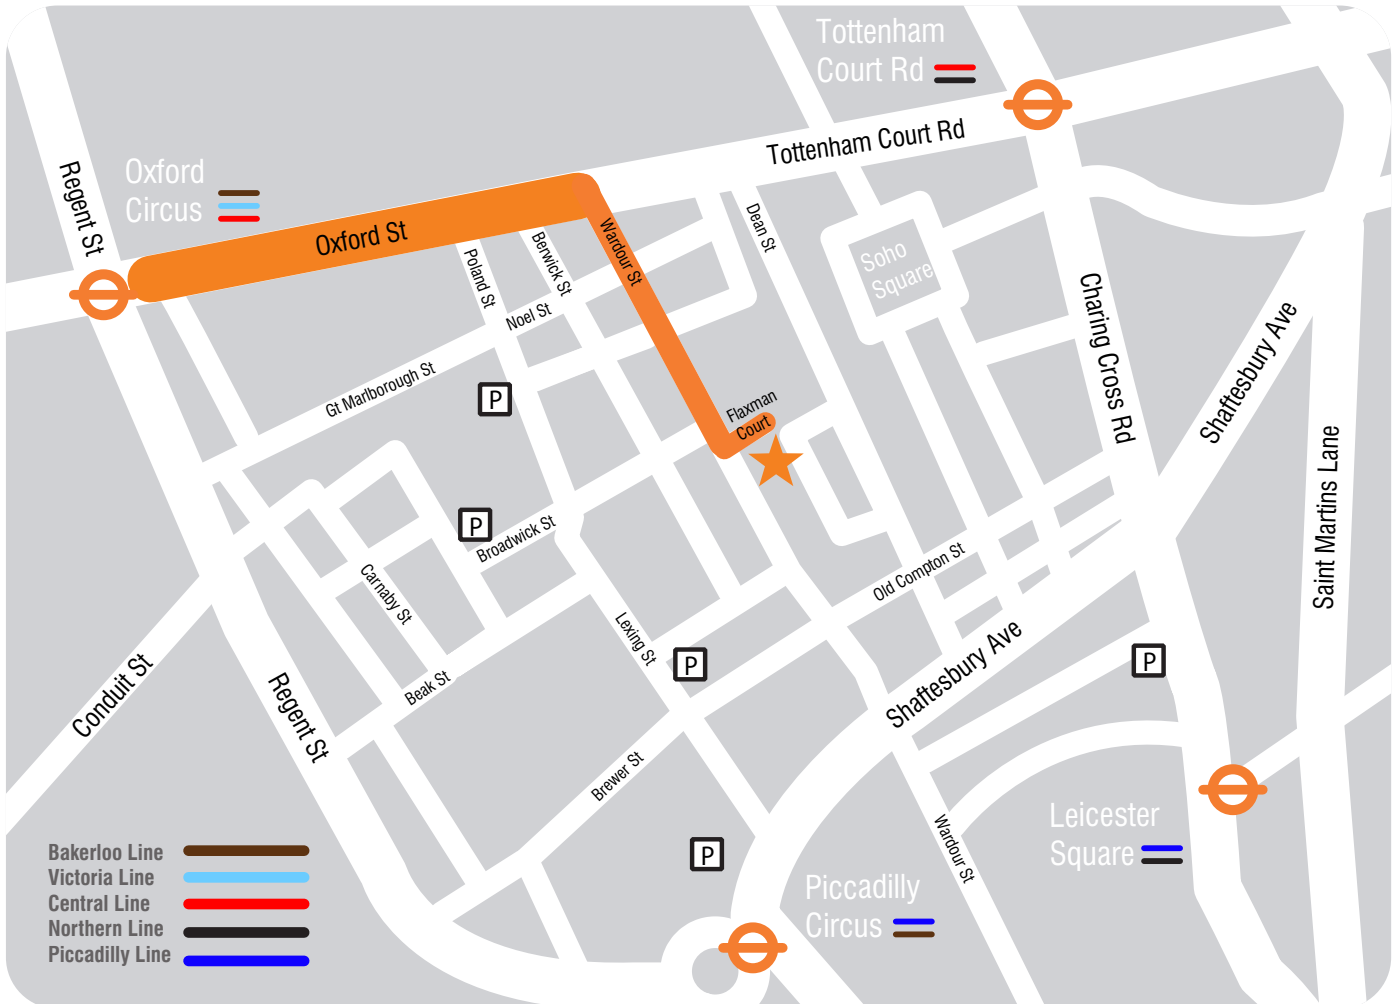 Tottenham
Court Rd
Tottenham Court Rd
Oxford
Circus
Regent St
Oxford St
Wardour St
Dean St
Berwick St
Poland St
Soho
Square
Noel St
Gt Marlborough St
Charing Cross Rd
Shaftesbury Ave
Saint Martins Lane
P
Flaxman
Court
P
Broadwick St
Carnaby St
Old Compton St
Lexing St
P
P
Conduit St
Regent St
Beak St
Shaftesbury Ave
Brewer St
Wardour St
P
Leicester
Square
Piccadilly
Circus
Bakerloo Line
Victoria Line
Central Line
Northern Line
Piccadilly Line